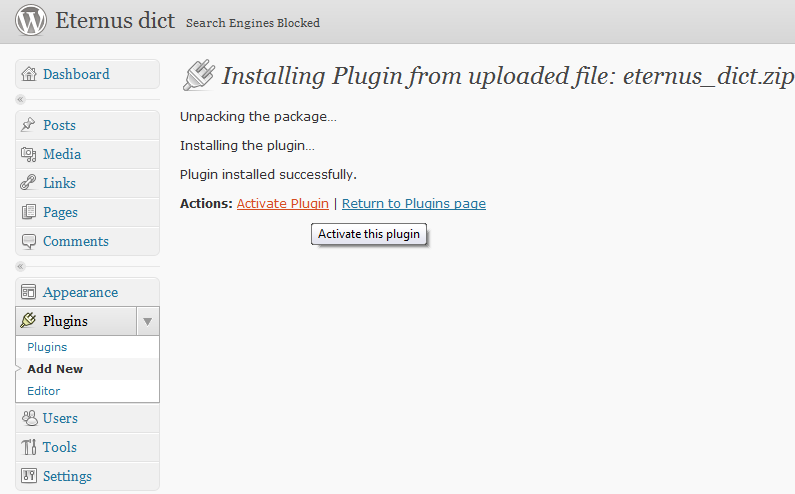 Eternus dict Search Engines Blocked
Dashboard
Posts
Media
Links
Pages
Comments
Appearance
Plugins
Plugins
Add New
Editor
Users
Tools
Settings
Installing Plugin from uploaded file: eternus_dict.zip
Unpacking the package…
Installing the plugin…
Plugin installed successfully.
Actions: Activate Plugin | Return to Plugins page
Activate this plugin